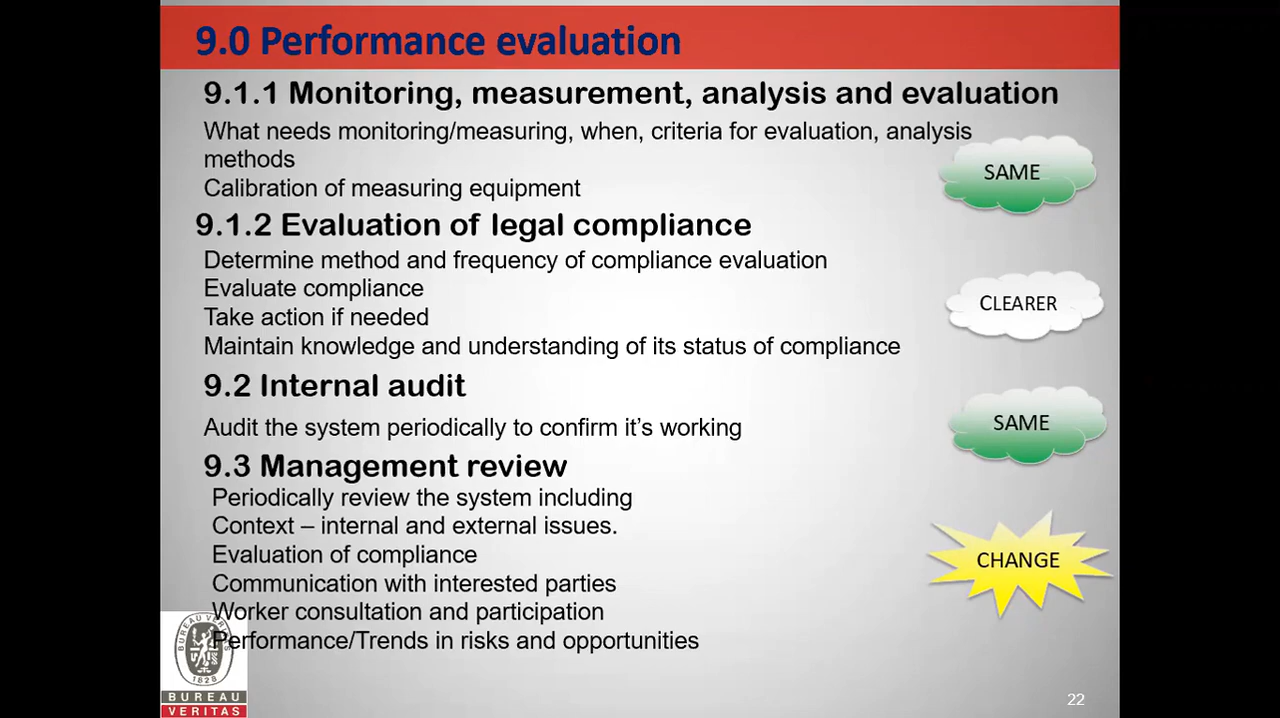 9.0 Performance evaluation
9.1.1 Monitoring, measurement, analysis and evaluation
What needs monitoring/measuring, when, criteria for evaluation, analysis
methods
Calibration of measuring equipment
SAME
9.1.2 Evaluation of legal compliance
Determine method and frequency of compliance evaluation
Evaluate compliance
Take action if needed
Maintain knowledge and understanding of its status of compliance
CLEARER
9.2 Internal audit
Audit the system periodically to confirm it’s working
SAME
9.3 Management review
Periodically review the system including
Context – internal and external issues.
Evaluation of compliance
Communication with interested parties
Worker consultation and participation
Performance/Trends in risks and opportunities
CHANGE
BUREAU VERITAS
1828
BUREAU
VERITAS
22